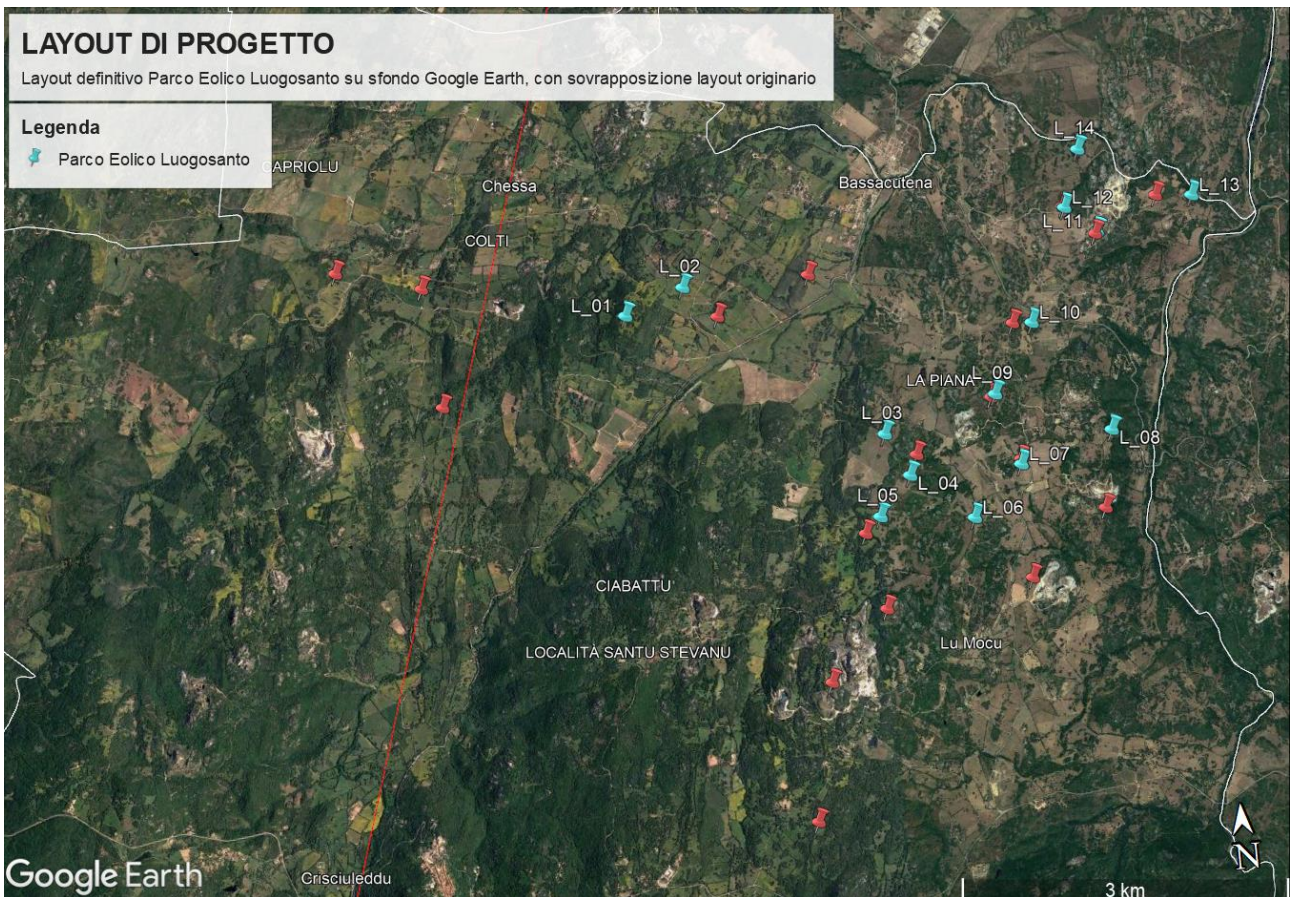 LAYOUT DI PROGETTO
Layout definitivo Parco Eolico Luogosanto su sfondo Google Earth, con sovrapposizione layout originario
Legenda
Parco Eolico Luogosanto
CAPRIOLU
L_14
Chessa
Bassacutena
L_13
L_12
L_11
COLTI
L_02
L_01
L_10
L_09
LA PIANA
L_03
L_08
L_07
L_04
L_05
L_06
CIABATTU
Lu Mocu
LOCALITÀ SANTU STEVANU
N
Google Earth
Crisciuleddu
3 km